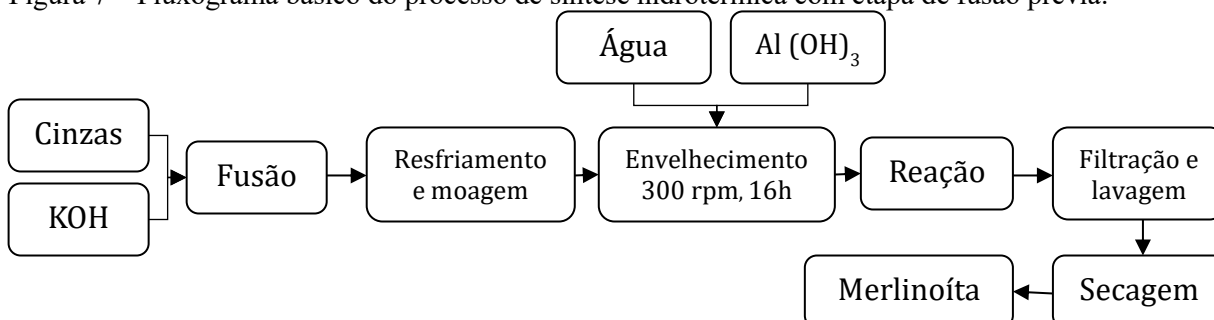 Figura 7 – Fluxograma básico do processo de síntese hidrotérmica com etapa de fusão prévia.
Água
Al (OH)3
Cinzas
KOH
Fusão
Resfriamento
e moagem
Envelhecimento
300 rpm, 16h
Reação
Filtração e
lavagem
Merlinoíta
Secagem